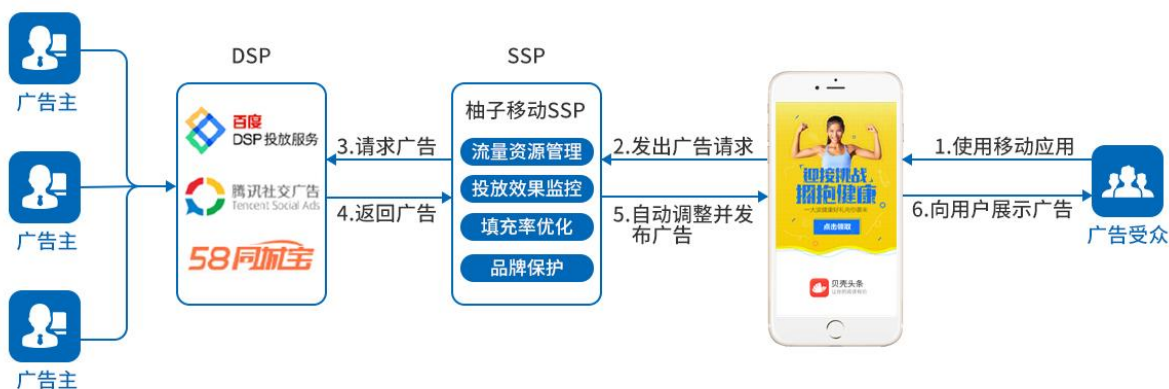 广告主
广告主
广告主
DSP
百度
DSP投放服务
腾讯社交广告
Tencent Social Ads
58同城宝
3.请求广告
4.返回广告
SSP
柚子移动SSP
流量资源管理
投放效果监控
填充率优化
品牌保护
2.发出广告请求
5.自动调整并发
布广告
迎接挑战
拥抱健康
点击领取
贝壳头条
1.使用移动应用
6.向用户展示广告
广告受众